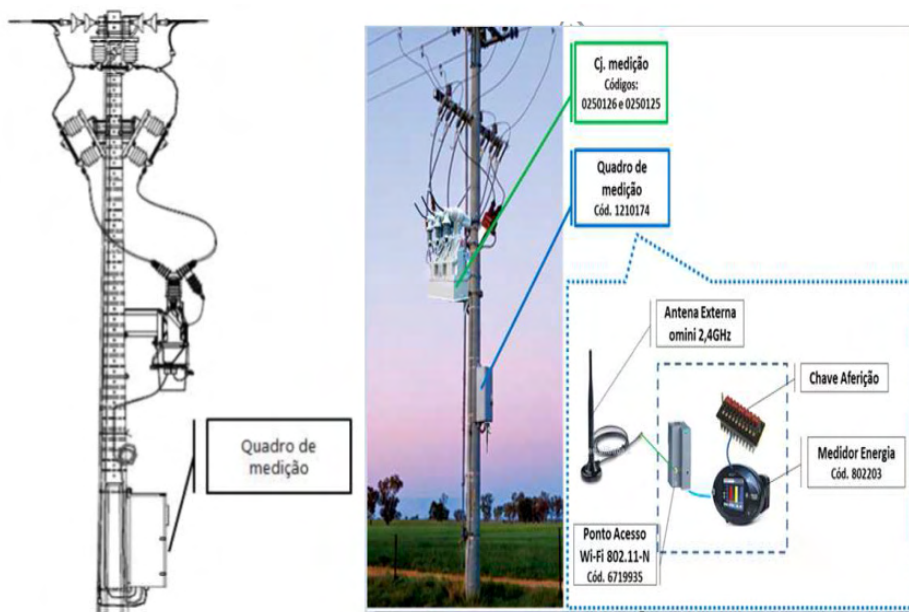 Quadro de
medição
Cj. medição
Códigos:
0250126 e 0250125
Quadro de
medição
Cód. 1210174
Antena Externa
omini 2,4GHz
Chave Aferição
Medidor Energia
Cód. 802203
Ponto Acesso
Wi-Fi 802.11-N
Cód. 6719935